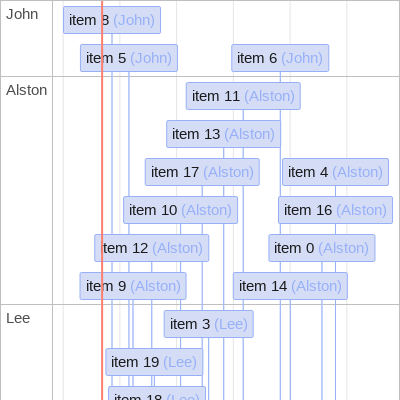 John
item 8 (John)
item 5 (John)
item 6 (John)
Alston
item 11 (Alston)
item 13 (Alston)
item 17 (Alston)
item 4 (Alston)
item 10 (Alston)
item 16 (Alston)
item 12 (Alston)
item 0 (Alston)
item 9 (Alston)
item 14 (Alston)
Lee
item 3 (Lee)
item 19 (Lee)
item 18 (Lee)